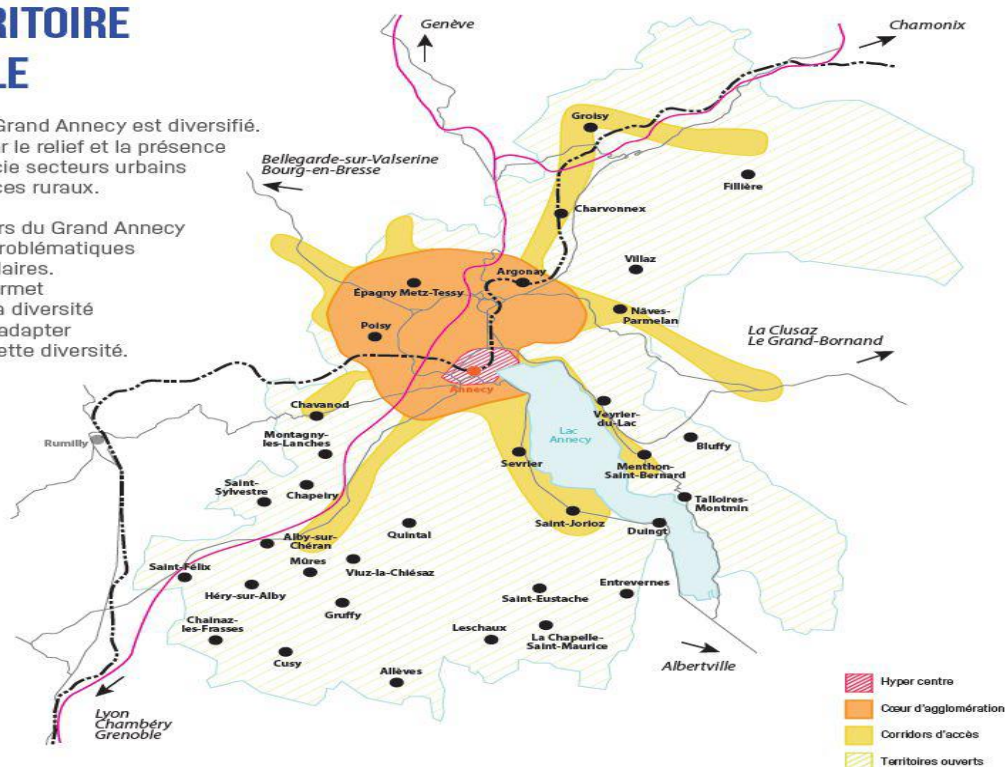 RITOIRE
LE
Grand Annecy est diversifié.
r le relief et la présence
cie secteurs urbains
ces ruraux.
rs du Grand Annecy
roblématiques
laires.
rmet
a diversité
adapter
ette diversité.
Genève
Chamonix
Groisy
Bellegarde-sur-Valserine
Bourg-en-Bresse
Fillière
Charvonnex
Villaz
Argonay
Épagny Metz-Tessy
Nâves-
Parmelan
Poisy
La Clusaz
Le Grand-Bornand
Annecy
Chavanod
Veyrier-
du-Lac
Lac
Annecy
Rumilly
Montagny-
les-Lanches
Bluffy
Sevrier
Menthon-
Saint-Bernard
Saint-
Sylvestre
Chapeiry
Talloires-
Montmin
Saint-Jorioz
Duingt
Quintal
Alby-sur-
Chéran
Saint-Félix
Mûres
Viuz-la-Chiésaz
Héry-sur-Alby
Entrevernes
Saint-Eustache
Gruffy
Chainaz-
les-Frasses
Leschaux
La Chapelle-
Saint-Maurice
Cusy
Allèves
Albertville
Lyon
Chambéry
Grenoble
Hyper centre
Cœur d'agglomération
Corridors d'accès
Territoires ouverts